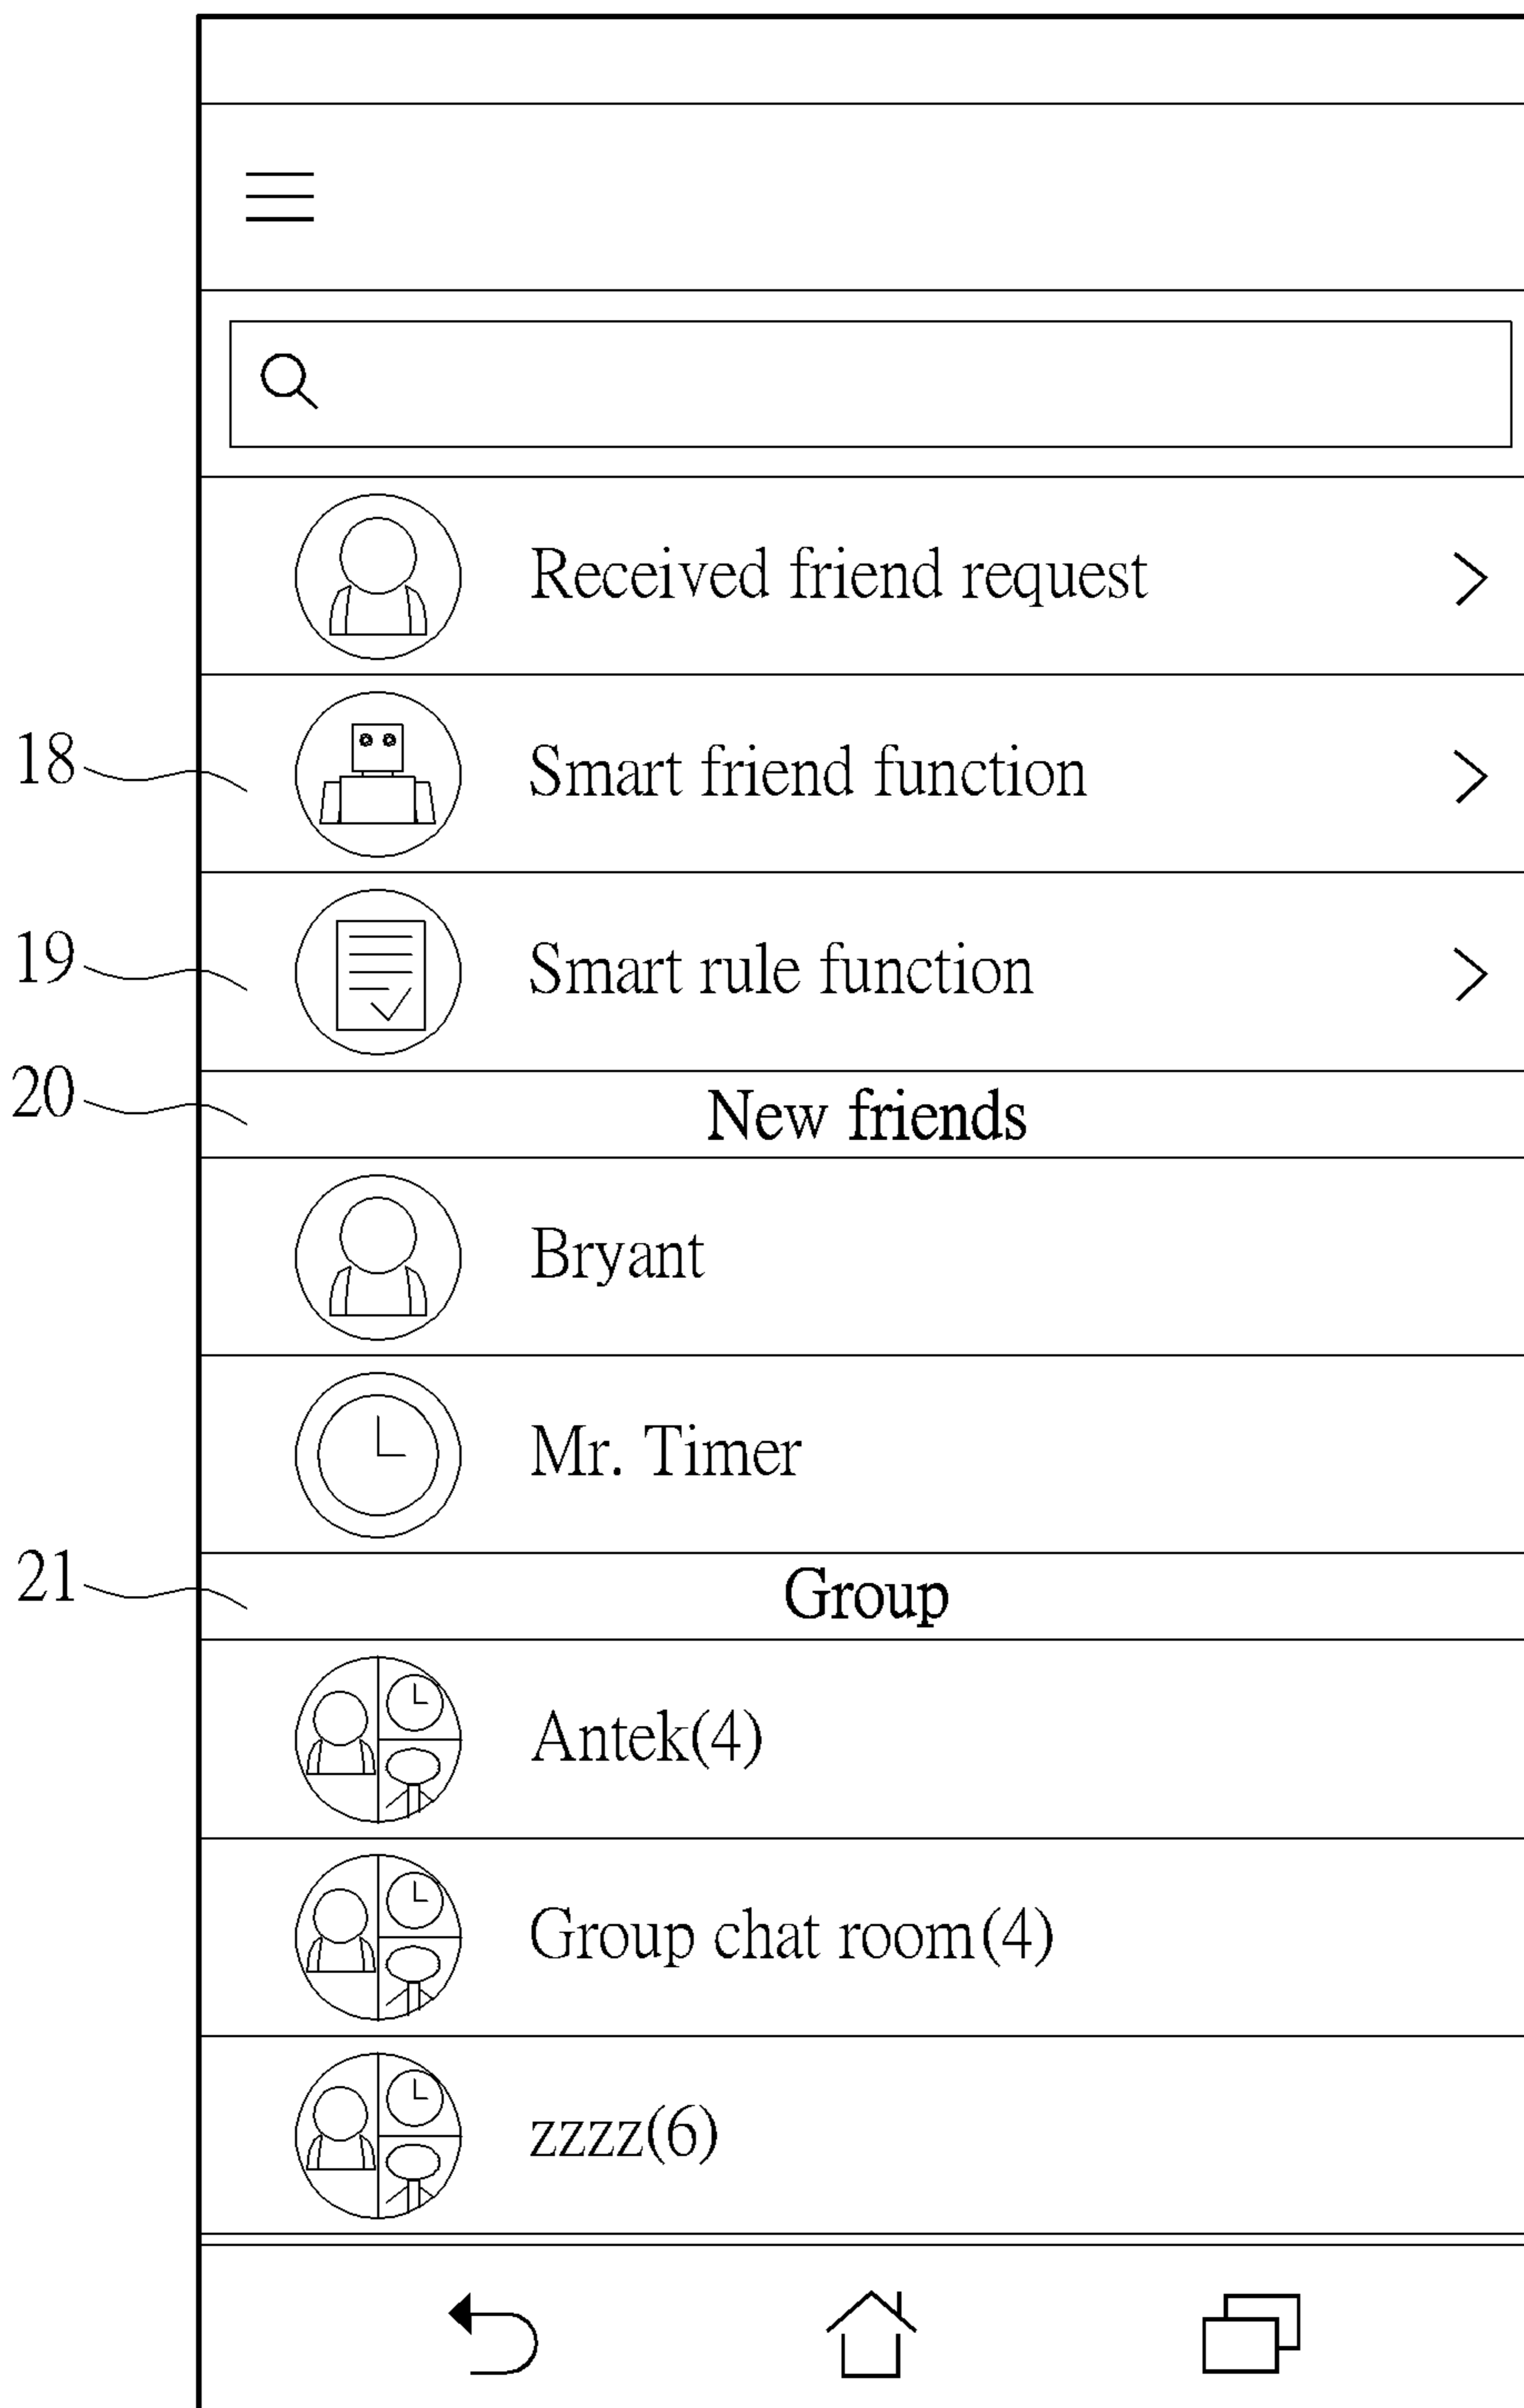 Received friend request
18 Smart friend function
19 Smart rule function
20 New friends
Bryant
Mr. Timer
21 Group
Antek(4)
Group chat room(4)
zzzz(6)